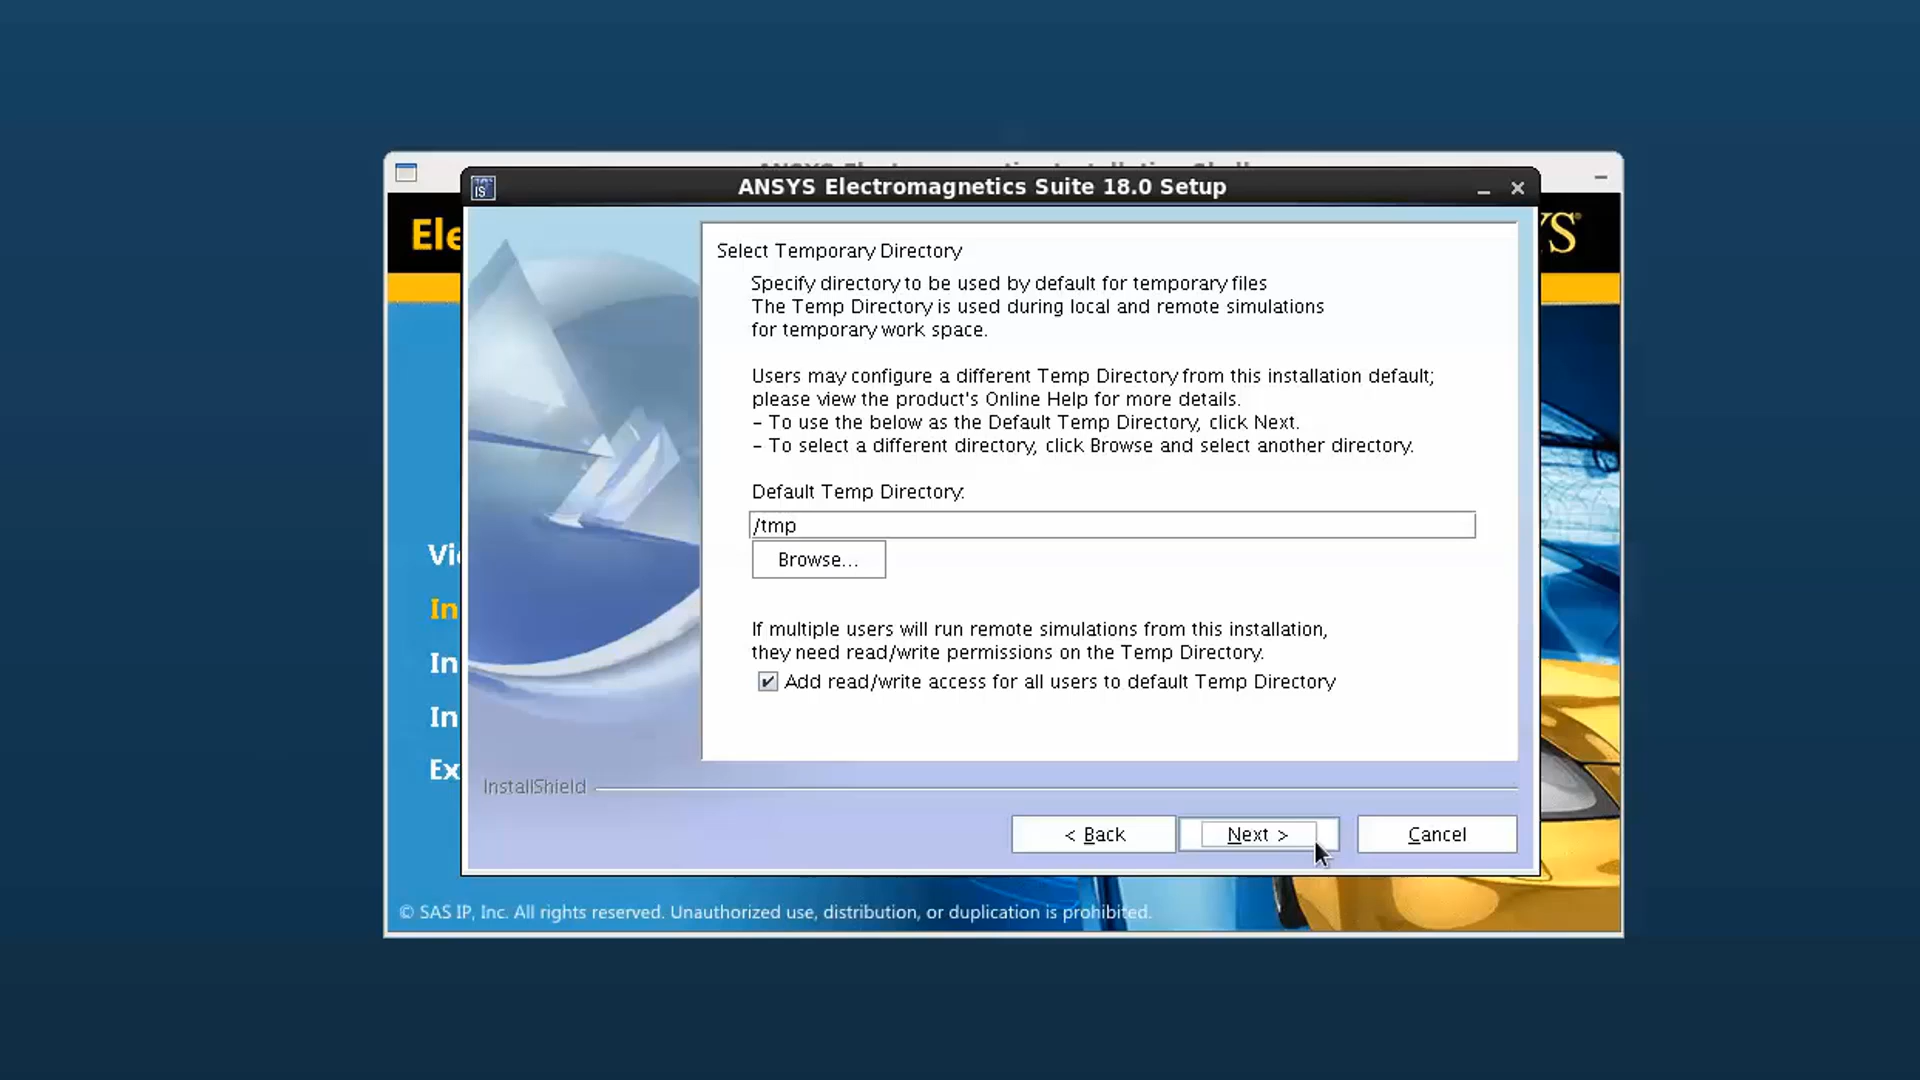 ANSYS Electromagnetics Suite 18.0 Setup
Ele
YS
Select Temporary Directory
Specify directory to be used by default for temporary files
The Temp Directory is used during local and remote simulations
for temporary work space.
Users may configure a different Temp Directory from this installation default;
please view the product's Online Help for more details.
- To use the below as the Default Temp Directory, click Next.
- To select a different directory, click Browse and select another directory.
Default Temp Directory:
/tmp
Browse...
If multiple users will run remote simulations from this installation,
they need read/write permissions on the Temp Directory.
Add read/write access for all users to default Temp Directory
In
In
In
Ex
InstallShield
< Back
Next >
Cancel
© SAS IP, Inc. All rights reserved. Unauthorized use, distribution, or duplication is prohibited.